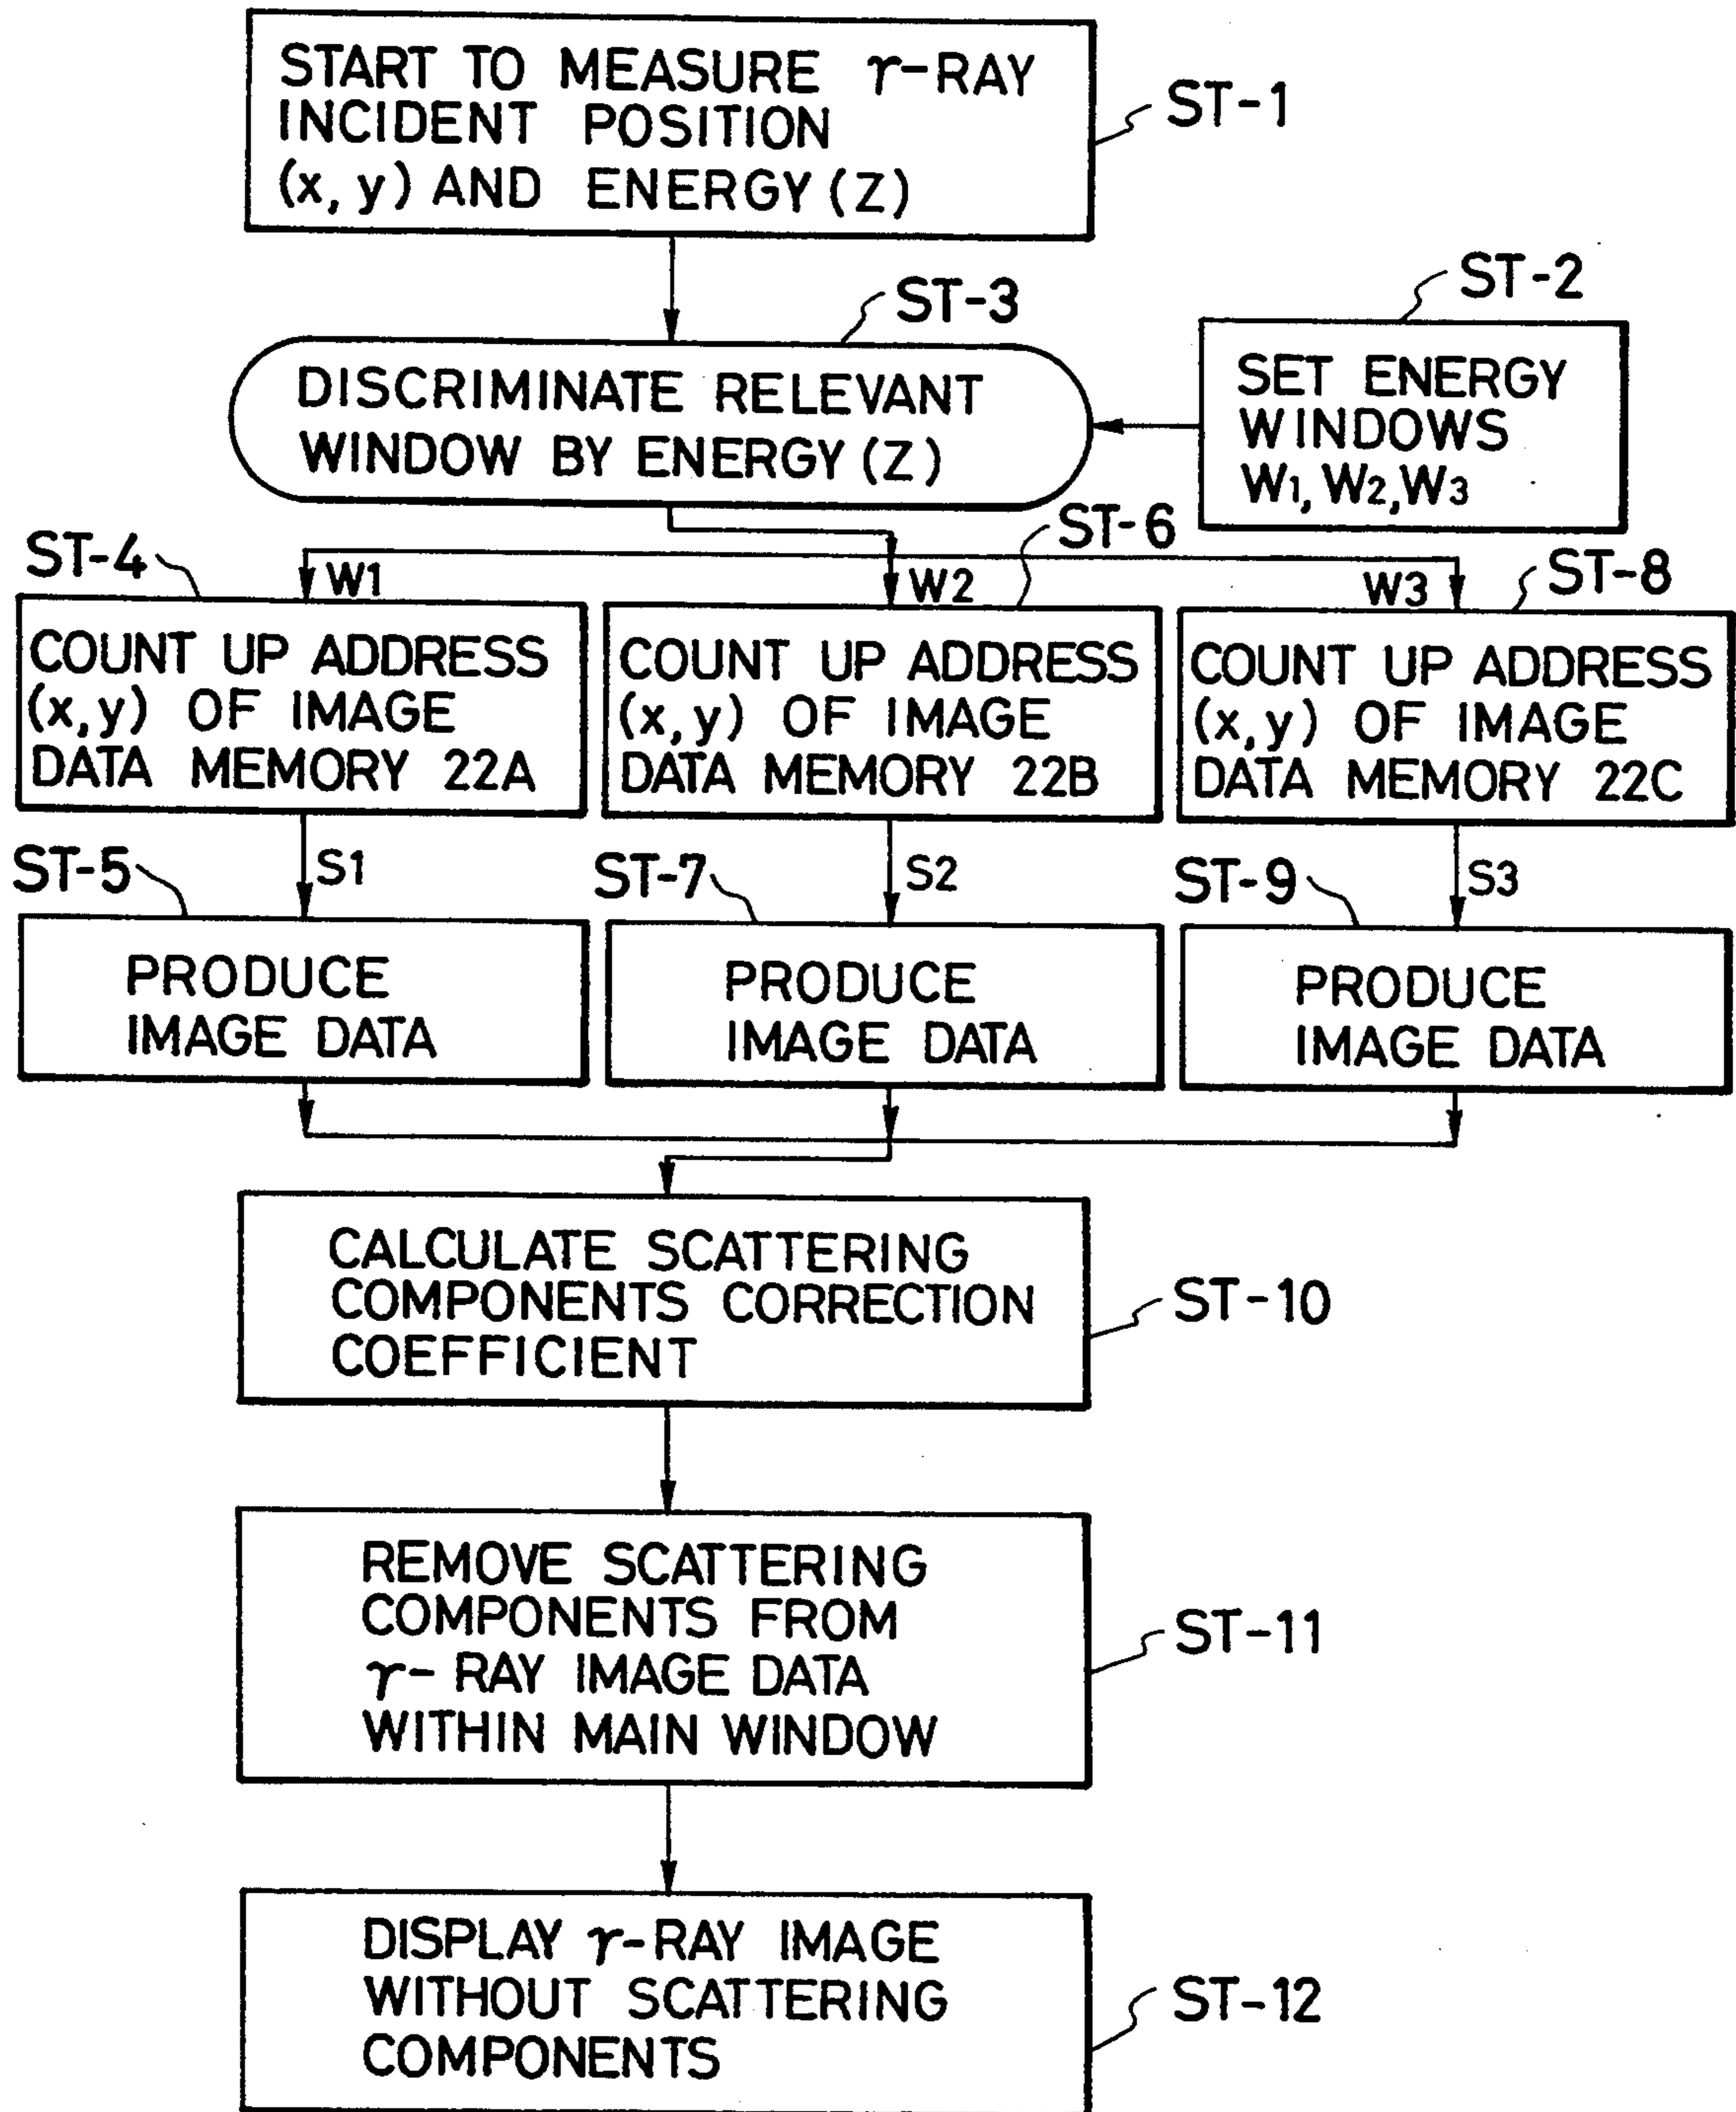 START TO MEASURE γ-RAY
INCIDENT POSITION
(x, y) AND ENERGY (Z)
ST-1
ST-2
SET ENERGY
WINDOWS
W1, W2, W3
ST-3
DISCRIMINATE RELEVANT
WINDOW BY ENERGY (Z)
ST-4
W1
COUNT UP ADDRESS
(x,y) OF IMAGE
DATA MEMORY 22A
ST-6
W2
COUNT UP ADDRESS
(x,y) OF IMAGE
DATA MEMORY 22B
ST-8
W3
COUNT UP ADDRESS
(x,y) OF IMAGE
DATA MEMORY 22C
ST-5
S1
PRODUCE
IMAGE DATA
ST-7
S2
PRODUCE
IMAGE DATA
ST-9
S3
PRODUCE
IMAGE DATA
CALCULATE SCATTERING
COMPONENTS CORRECTION
COEFFICIENT
ST-10
REMOVE SCATTERING
COMPONENTS FROM
γ-RAY IMAGE DATA
WITHIN MAIN WINDOW
ST-11
DISPLAY γ-RAY IMAGE
WITHOUT SCATTERING
COMPONENTS
ST-12